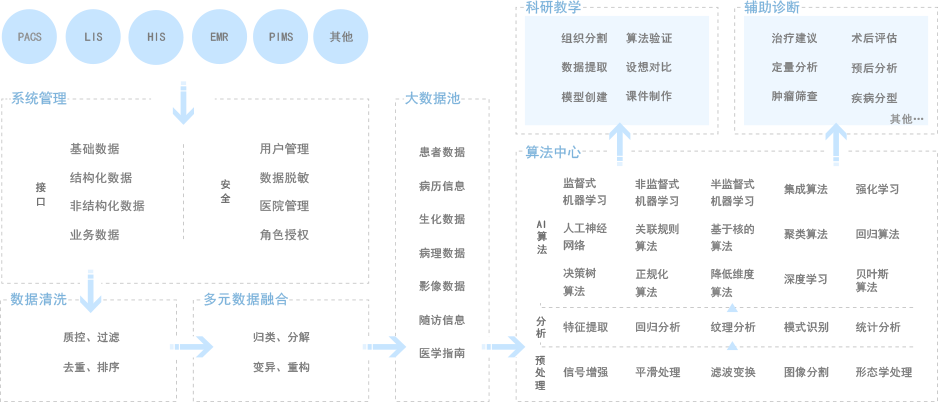 PACS
LIS
HIS
EMR
PIMS
其他
系统管理
接口
基础数据
结构化数据
非结构化数据
业务数据
安全
用户管理
数据脱敏
医院管理
角色授权
数据清洗
质控、过滤
去重、排序
多元数据融合
归类、分解
变异、重构
大数据池
患者数据
病历信息
生化数据
病理数据
影像数据
随访信息
医学指南
科研教学
组织分割 算法验证
数据提取 设想对比
模型创建 课件制作
辅助诊断
治疗建议 术后评估
定量分析 预后分析
肿瘤筛查 疾病分型
其他…
算法中心
AI算法
监督式
机器学习
非监督式
机器学习
半监督式
机器学习
集成算法
强化学习
人工神经
网络
关联规则
算法
基于核的
算法
聚类算法
回归算法
决策树
算法
正规化
算法
降低维度
算法
深度学习
贝叶斯
算法
分析
特征提取 回归分析 纹理分析 模式识别 统计分析
预处理
信号增强 平滑处理 滤波变换 图像分割 形态学处理